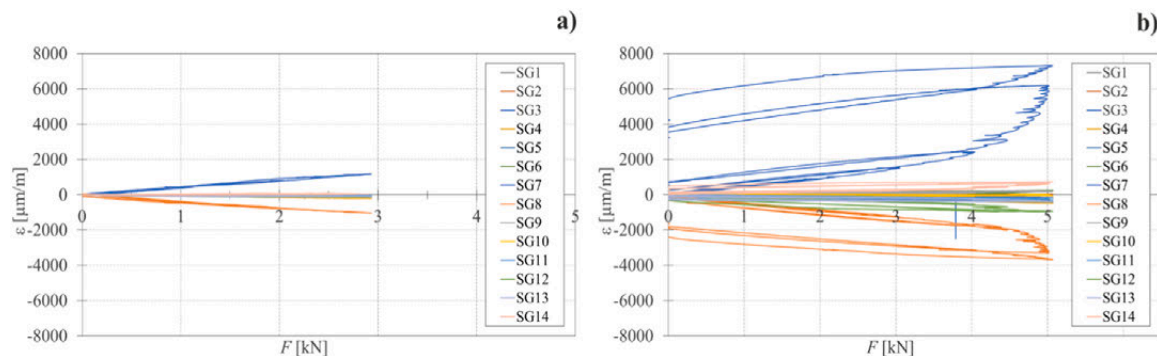 a)
8000
6000
4000
2000
0
-2000
-4000
-6000
-8000
ε [µm/m]
0 1 2 3 4 5
F [kN]
SG1
SG2
SG3
SG4
SG5
SG6
SG7
SG8
SG9
SG10
SG11
SG12
SG13
SG14
b)
8000
6000
4000
2000
0
-2000
-4000
-6000
-8000
ε [µm/m]
0 1 2 3 4 5
F [kN]
SG1
SG2
SG3
SG4
SG5
SG6
SG7
SG8
SG9
SG10
SG11
SG12
SG13
SG14